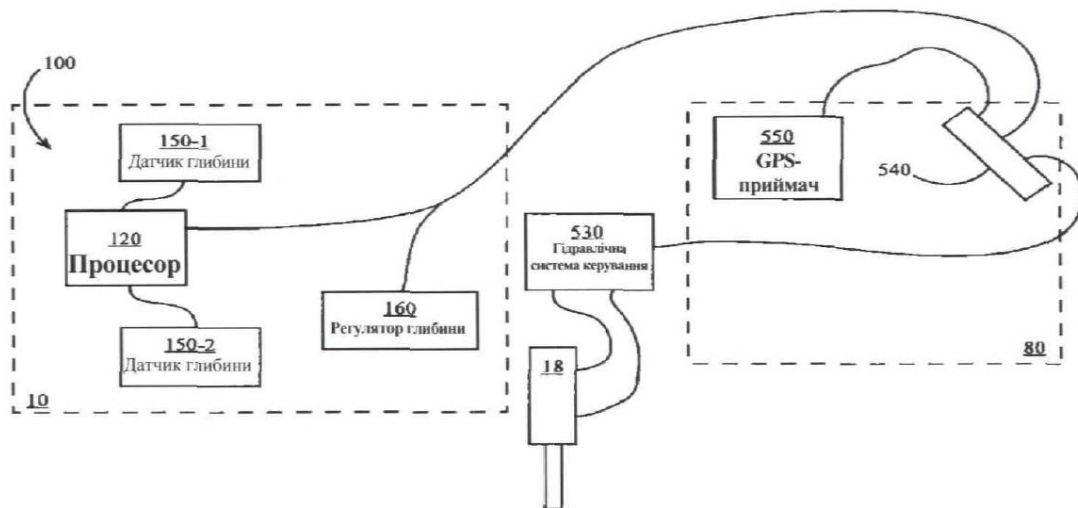 100
150-1
Датчик глибини
120
Процесор
150-2
Датчик глибини
10
160
Регулятор глибини
530
Гідравлічна
система керування
18
550
GPS-
приймач
540
80